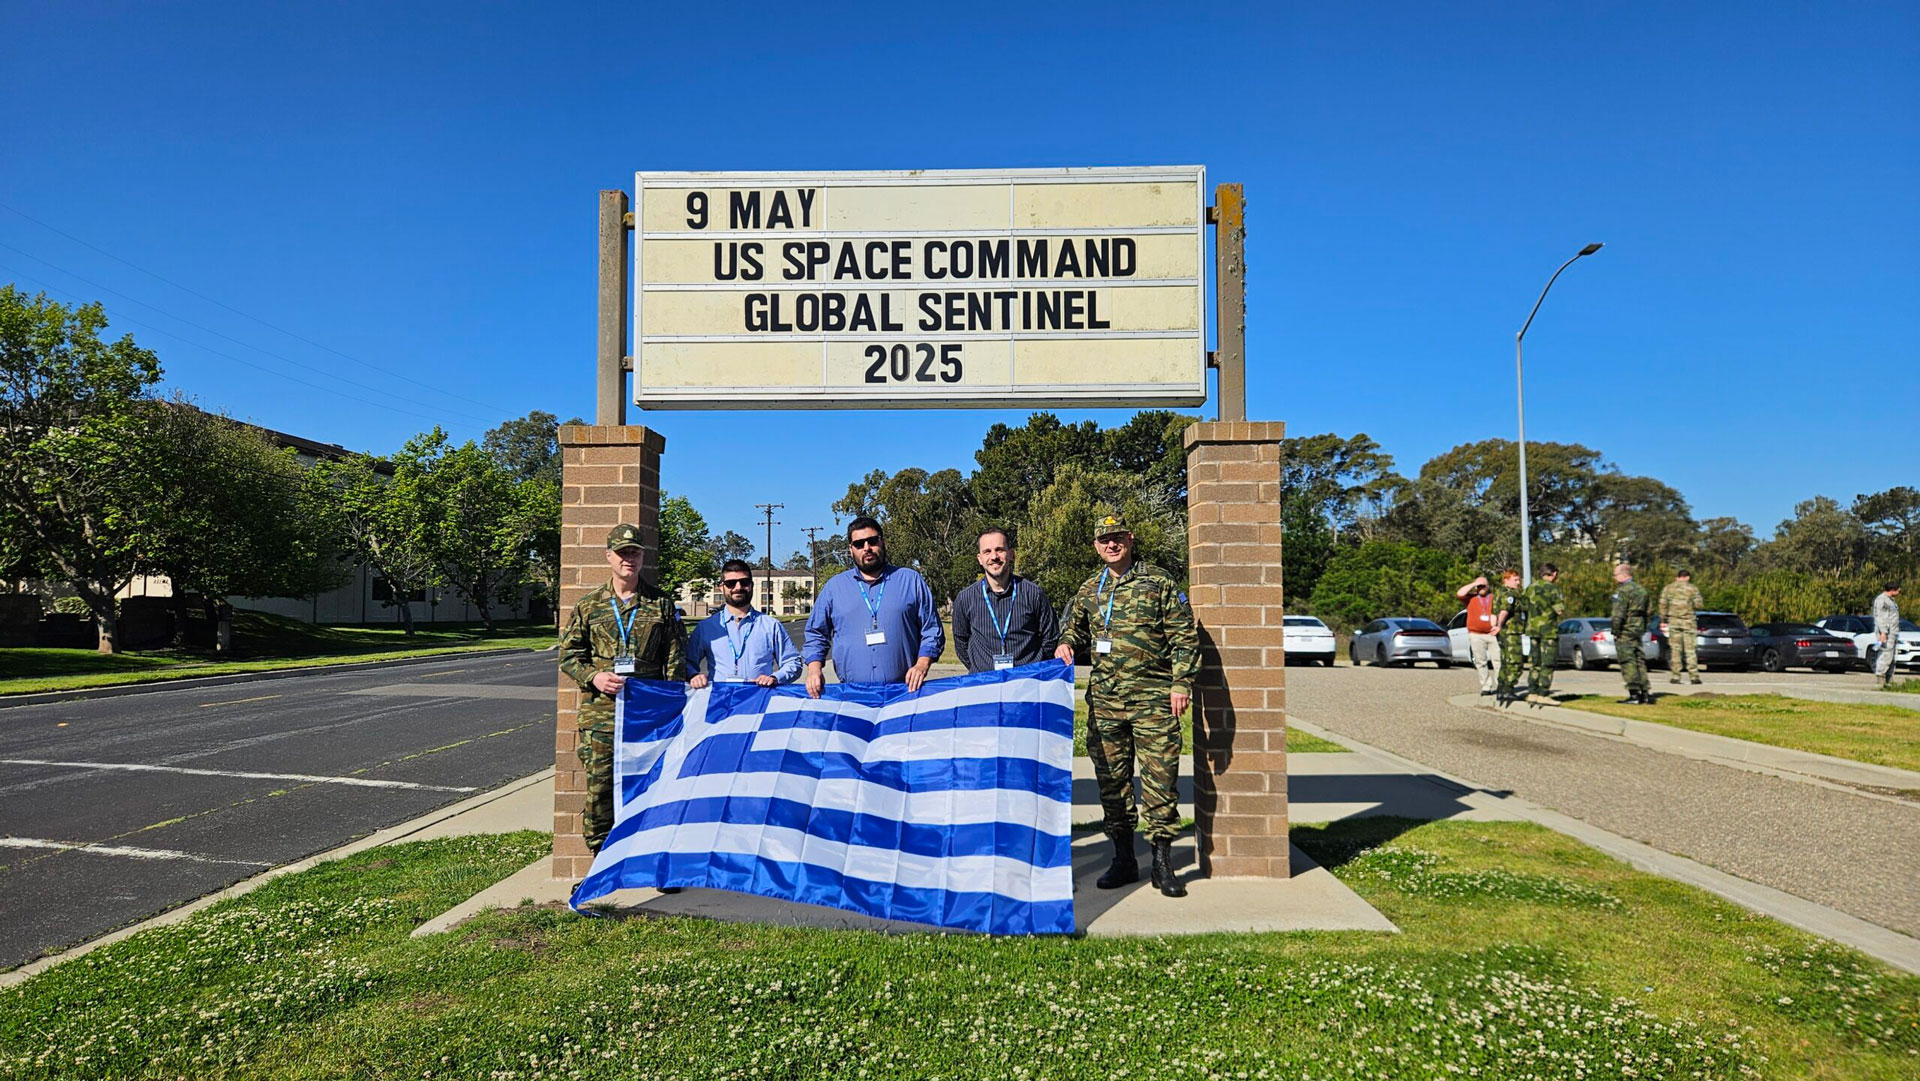 9 MAY
US SPACE COMMAND
GLOBAL SENTINEL
2025